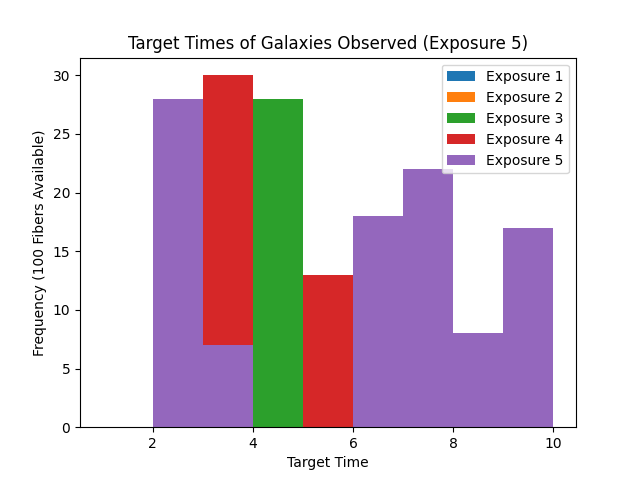 Target Times of Galaxies Observed (Exposure 5)
Exposure 1
Exposure 2
Exposure 3
Exposure 4
Exposure 5
Frequency (100 Fibers Available)
30
25
20
15
10
5
0
2 4 6 8 10
Target Time